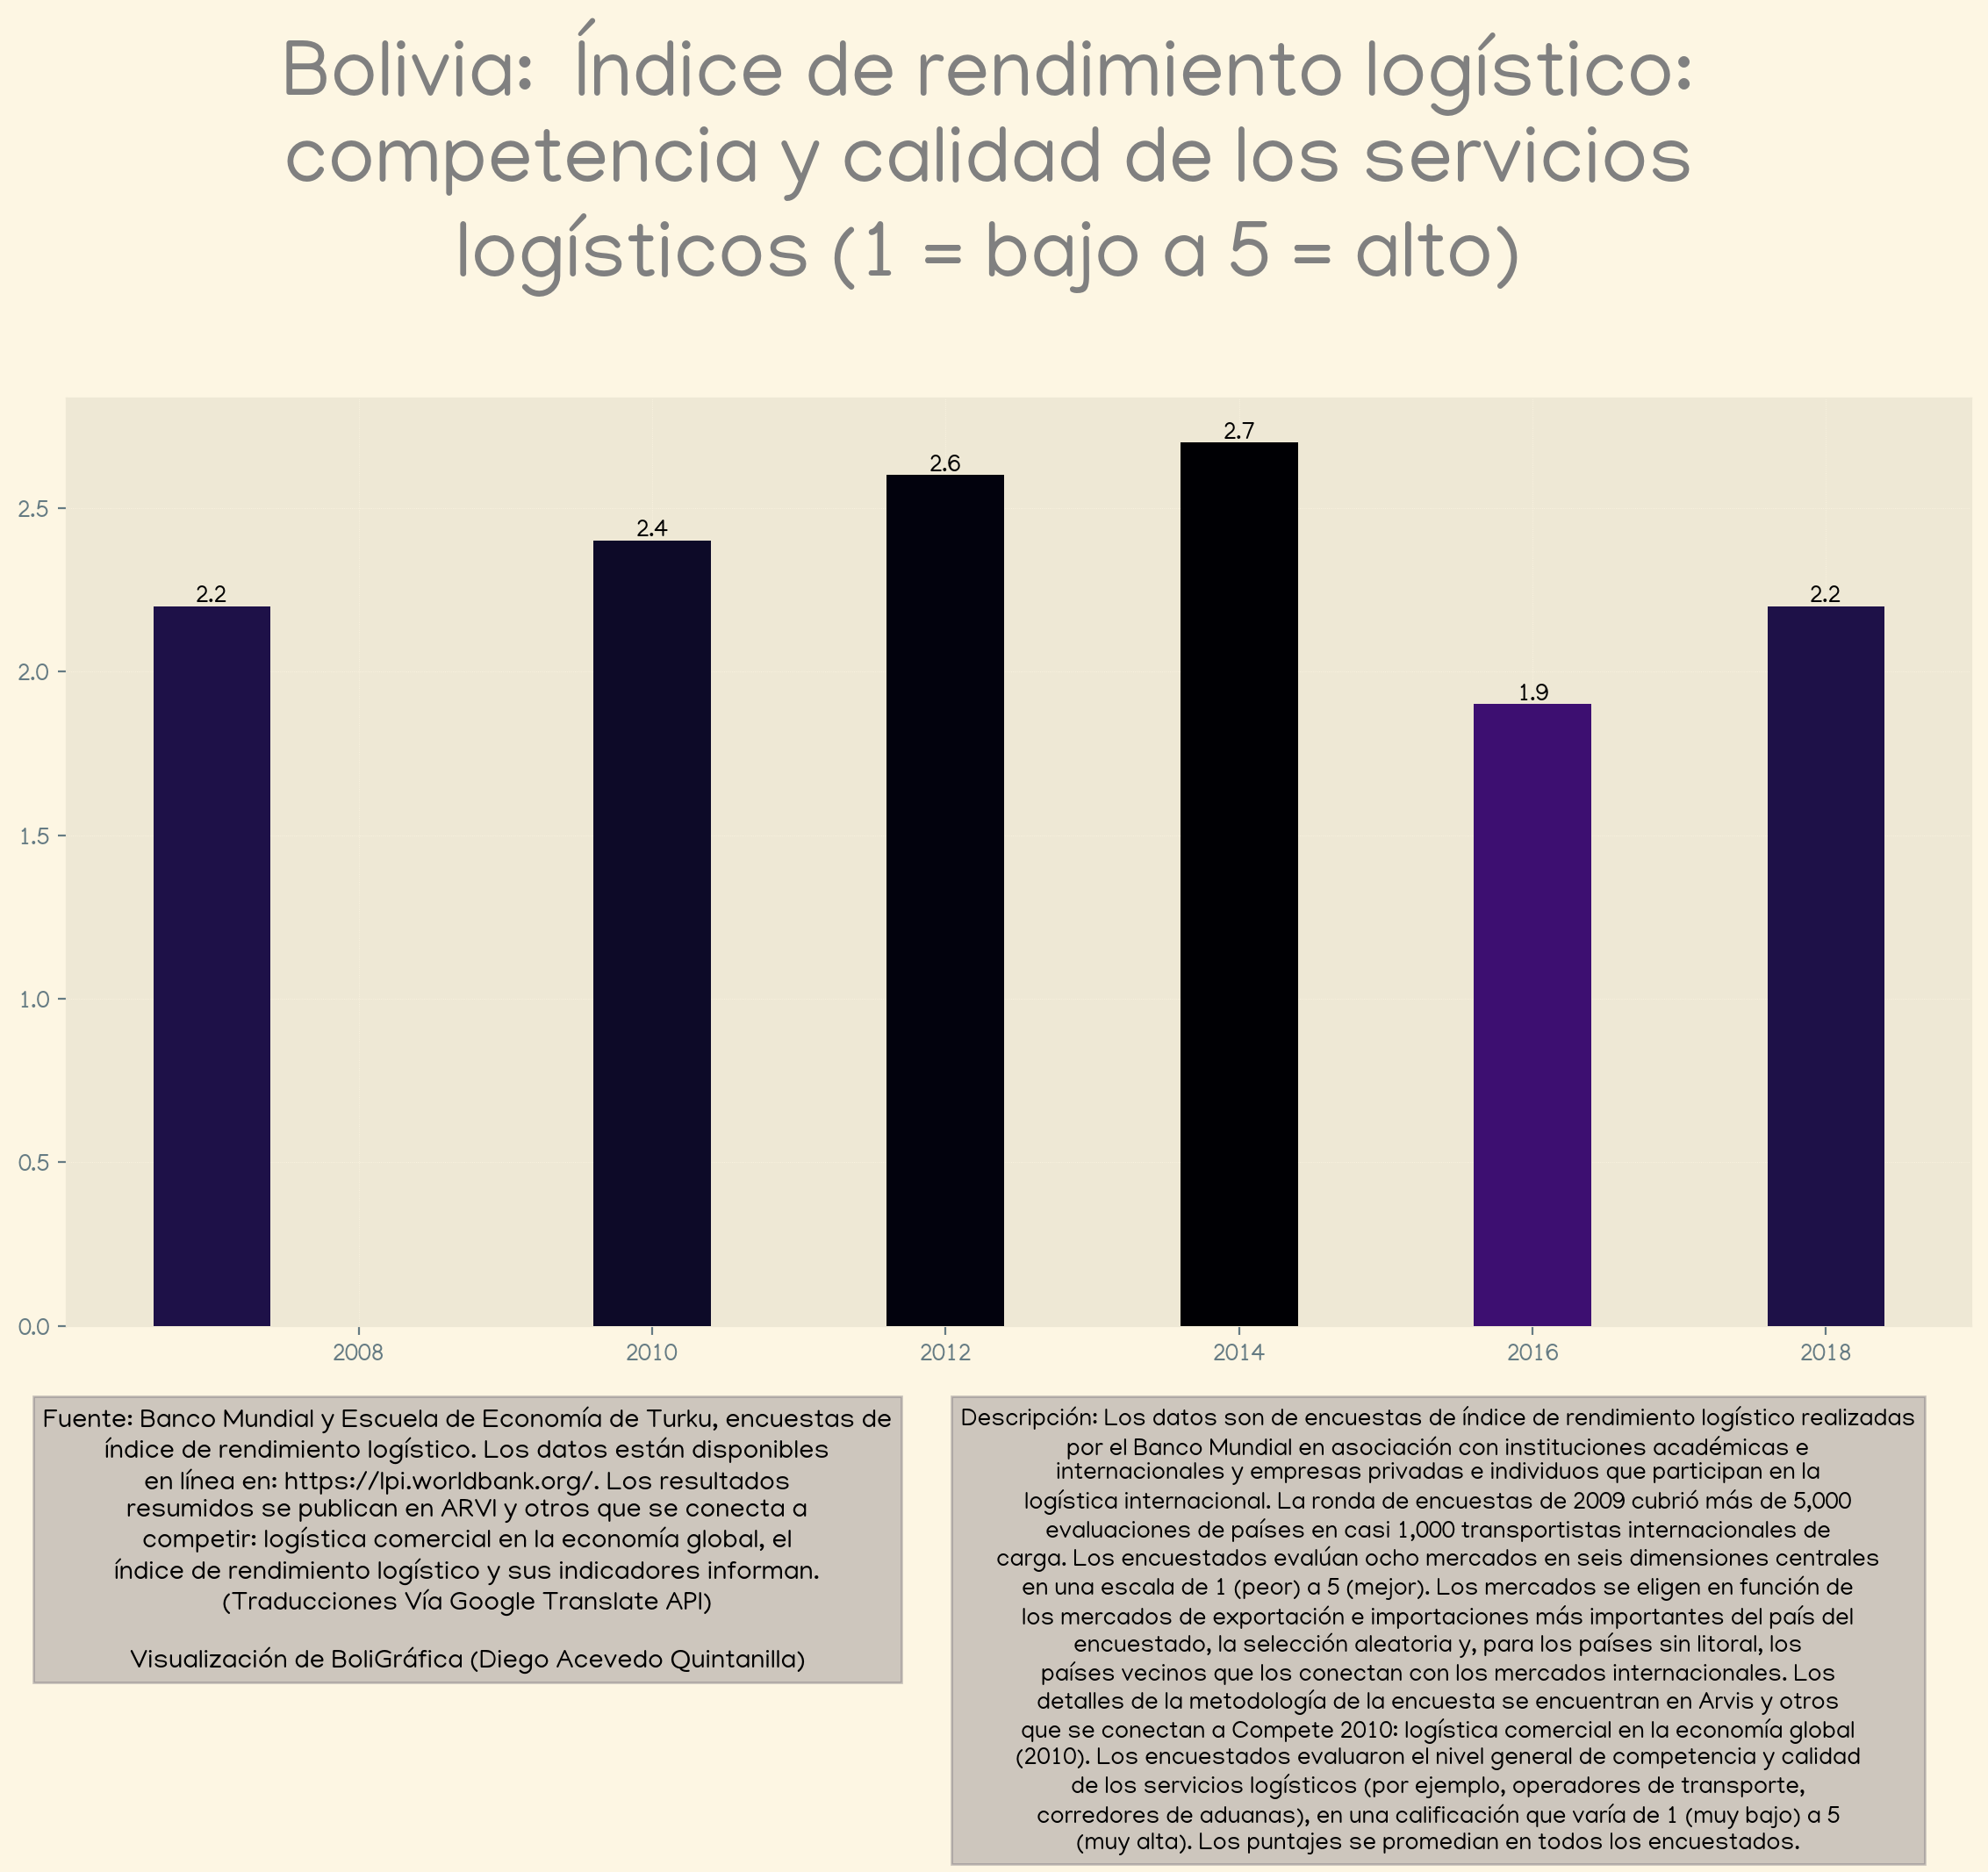 Bolivia:  Índice de rendimiento logístico:
competencia y calidad de los servicios
logísticos (1 = bajo a 5 = alto)
2.7
2.6
2.5
2.4
2.2
2.2
2.0
1.9
1.5
1.0
0.5
0.0
2008
2010
2012
2014
2016
2018
Fuente: Banco Mundial y Escuela de Economía de Turku, encuestas de
índice de rendimiento logístico. Los datos están disponibles
en línea en: https://lpi.worldbank.org/. Los resultados
resumidos se publican en ARVI y otros que se conecta a
competir: logística comercial en la economía global, el
índice de rendimiento logístico y sus indicadores informan.
(Traducciones Vía Google Translate API)
Visualización de BoliGráfica (Diego Acevedo Quintanilla)
Descripción: Los datos son de encuestas de índice de rendimiento logístico realizadas
por el Banco Mundial en asociación con instituciones académicas e
internacionales y empresas privadas e individuos que participan en la
logística internacional. La ronda de encuestas de 2009 cubrió más de 5,000
evaluaciones de países en casi 1,000 transportistas internacionales de
carga. Los encuestados evalúan ocho mercados en seis dimensiones centrales
en una escala de 1 (peor) a 5 (mejor). Los mercados se eligen en función de
los mercados de exportación e importaciones más importantes del país del
encuestado, la selección aleatoria y, para los países sin litoral, los
países vecinos que los conectan con los mercados internacionales. Los
detalles de la metodología de la encuesta se encuentran en Arvis y otros
que se conectan a Compete 2010: logística comercial en la economía global
(2010). Los encuestados evaluaron el nivel general de competencia y calidad
de los servicios logísticos (por ejemplo, operadores de transporte,
corredores de aduanas), en una calificación que varía de 1 (muy bajo) a 5
(muy alta). Los puntajes se promedian en todos los encuestados.